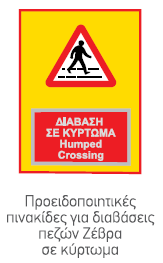 ΔΙΑΒΑΣΗ
ΣΕ ΚΥΡΤΩΜΑ
Humped
Crossing
Προειδοποιητικές
πινακίδες για διαβάσεις
πεζών Ζέβρα
σε κύρτωμα